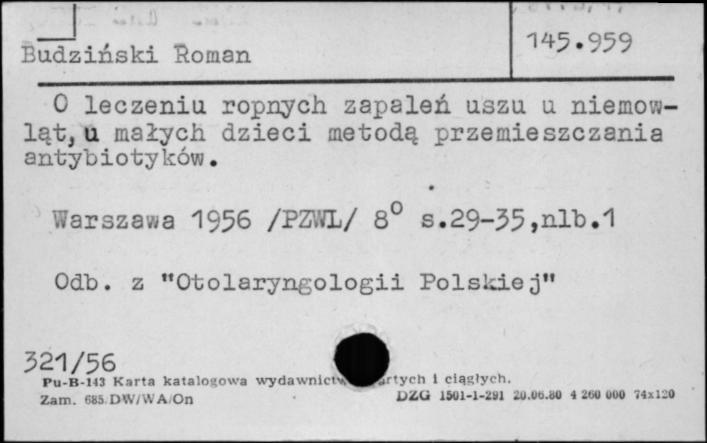 Budziński Roman
145.959
O leczeniu ropnych zapaleń uszu u niemow-
ląt, u małych dzieci metodą przemieszczania
antybiotyków.
Warszawa 1956 /PZWL/ 8° s.29-35,nlb.1
Odb. z "Otolaryngologii Polskiej"
321/56
Pu-B-143 Karta katalogowa wydawnictw i ciągłych.
Zam. 685/DW/WA/On DZG 1501-1-291 20.06.80 4 260 000 74x120